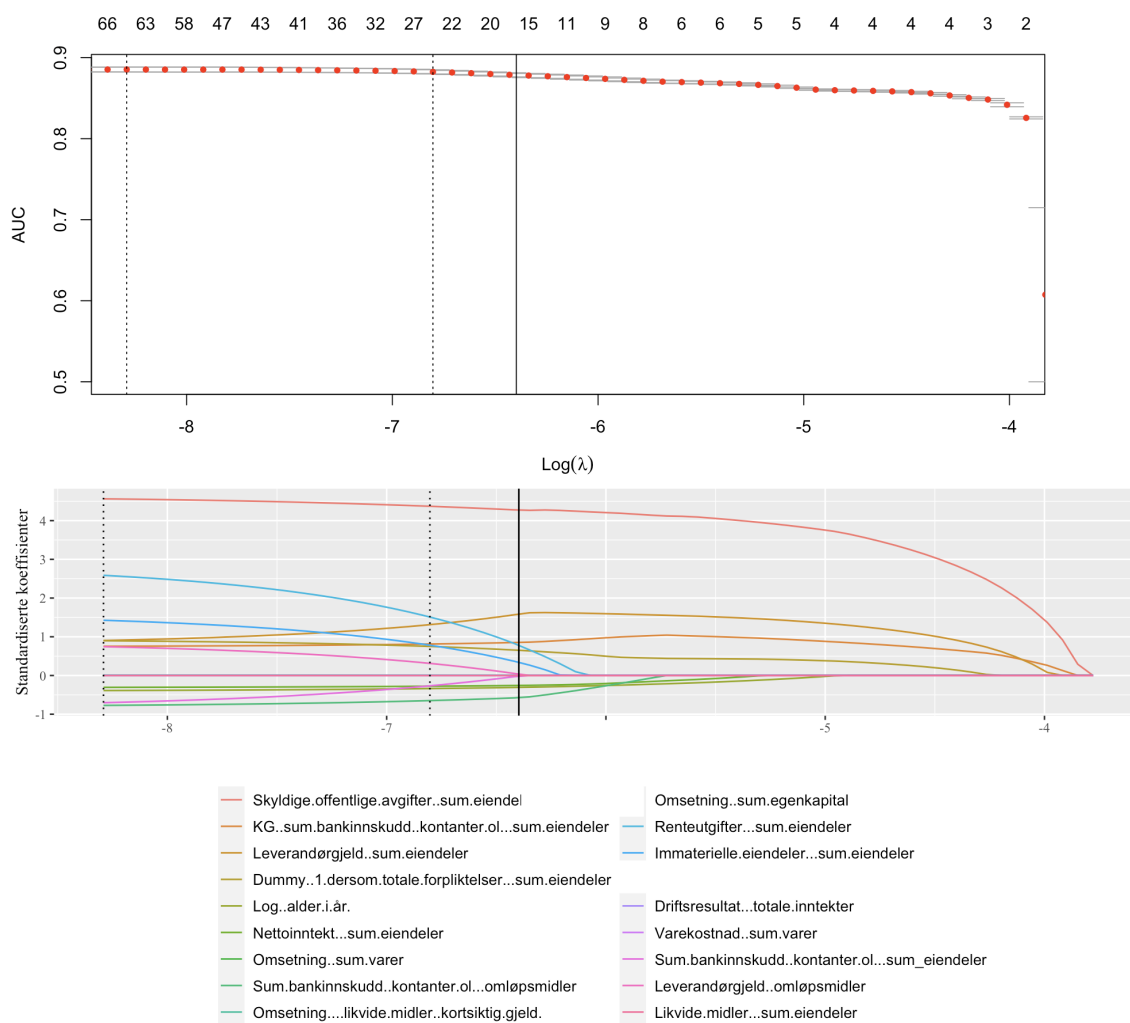 66 63 58 47 43 41 36 32 27 22 20 15 11 9 8 6 6 5 5 4 4 4 4 3 2
0.9
0.8
0.7
0.6
0.5
AUC
-8 -7 -6 -5 -4
Log(λ)
Standardiserte koeffisienter
4
3
2
1
0
-1
-8 -7 -5 -4
Skyldige.offentlige.avgifter..sum.eiendel
KG..sum.bankinnskudd..kontanter.ol...sum.eiendeler
Leverandørgjeld..sum.eiendeler
Dummy..1.dersom.totale.forpliktelser...sum.eiendeler
Log..alder.i.år.
Nettoinntekt...sum.eiendeler
Omsetning..sum.varer
Sum.bankinnskudd..kontanter.ol...omløpsmidler
Omsetning....likvide.midler..kortsiktig.gjeld.
Omsetning..sum.egenkapital
Renteutgifter...sum.eiendeler
Immaterielle.eiendeler...sum.eiendeler
Driftsresultat...totale.inntekter
Varekostnad..sum.varer
Sum.bankinnskudd..kontanter.ol...sum_eiendeler
Leverandørgjeld..omløpsmidler
Likvide.midler...sum.eiendeler